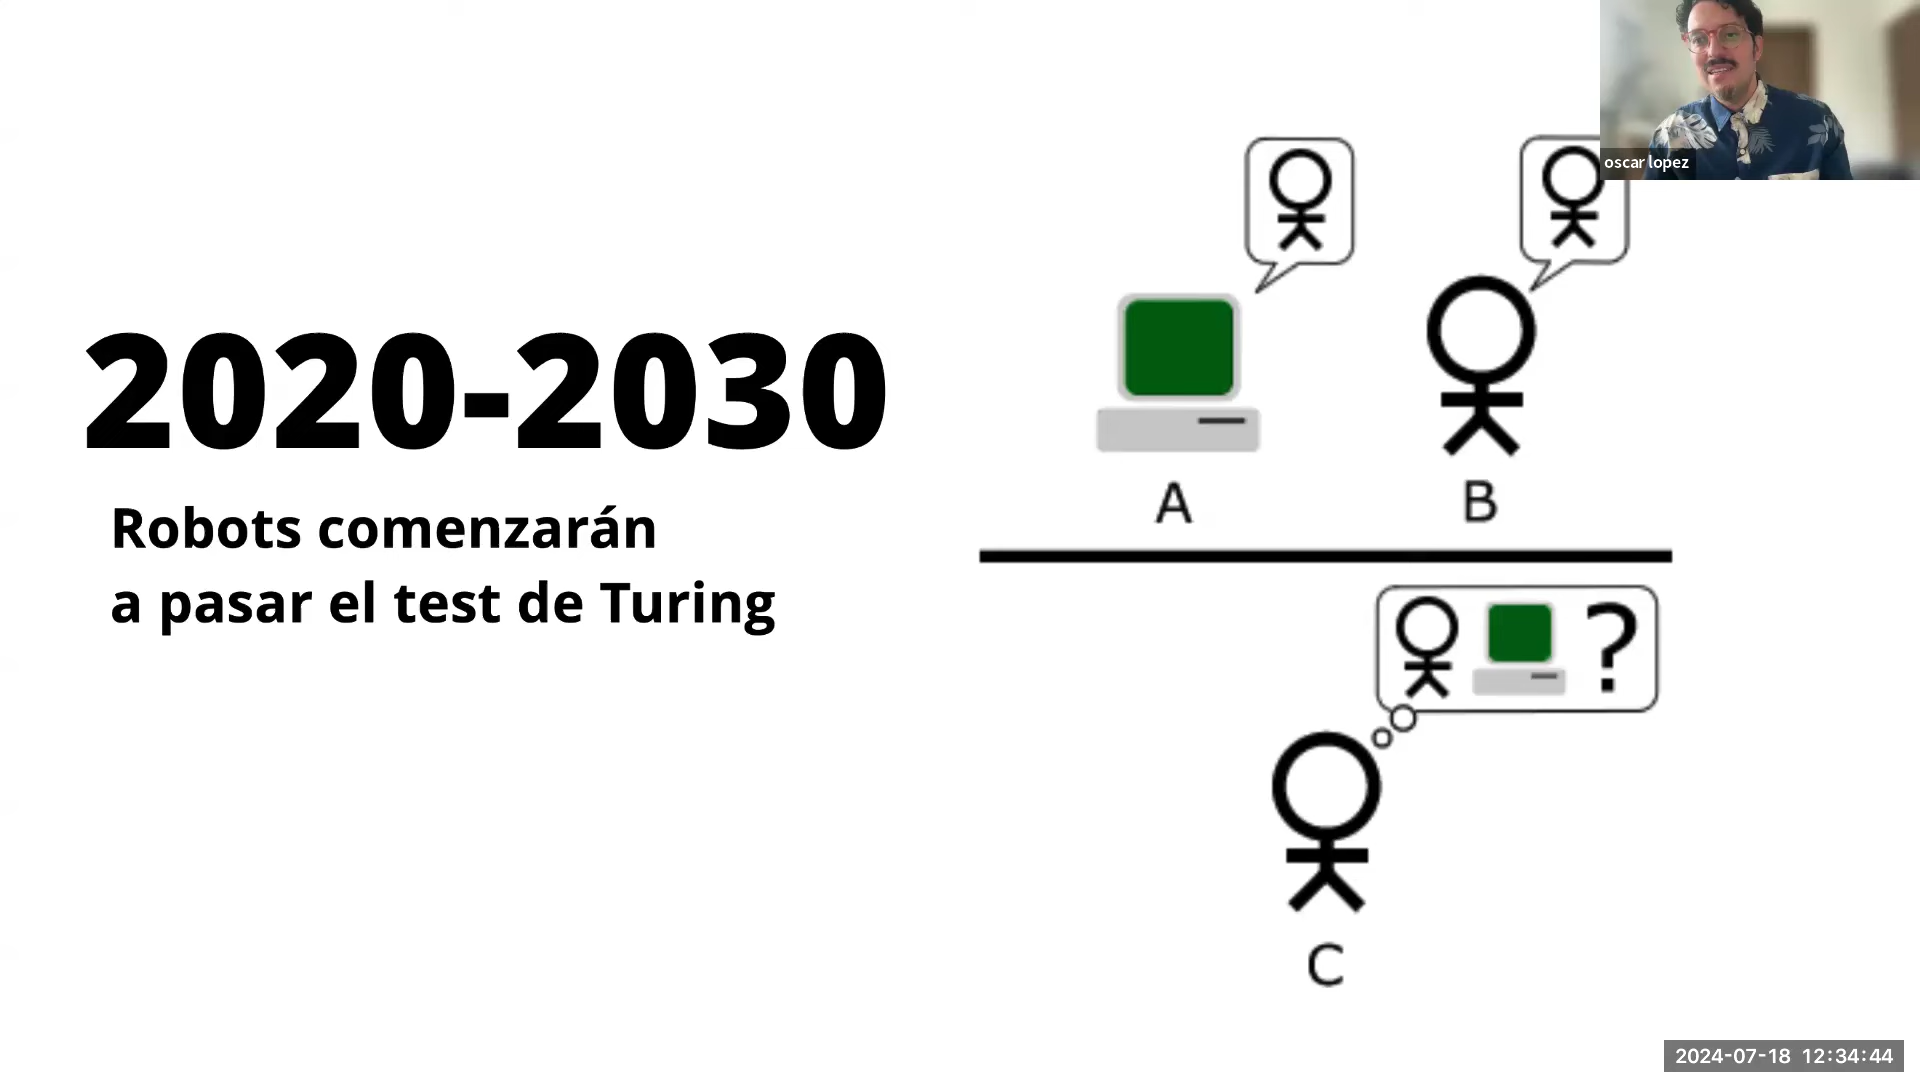 oscar lopez
2020-2030
Robots comenzarán
a pasar el test de Turing
A
B
?
C
2024-07-18 12:34:44